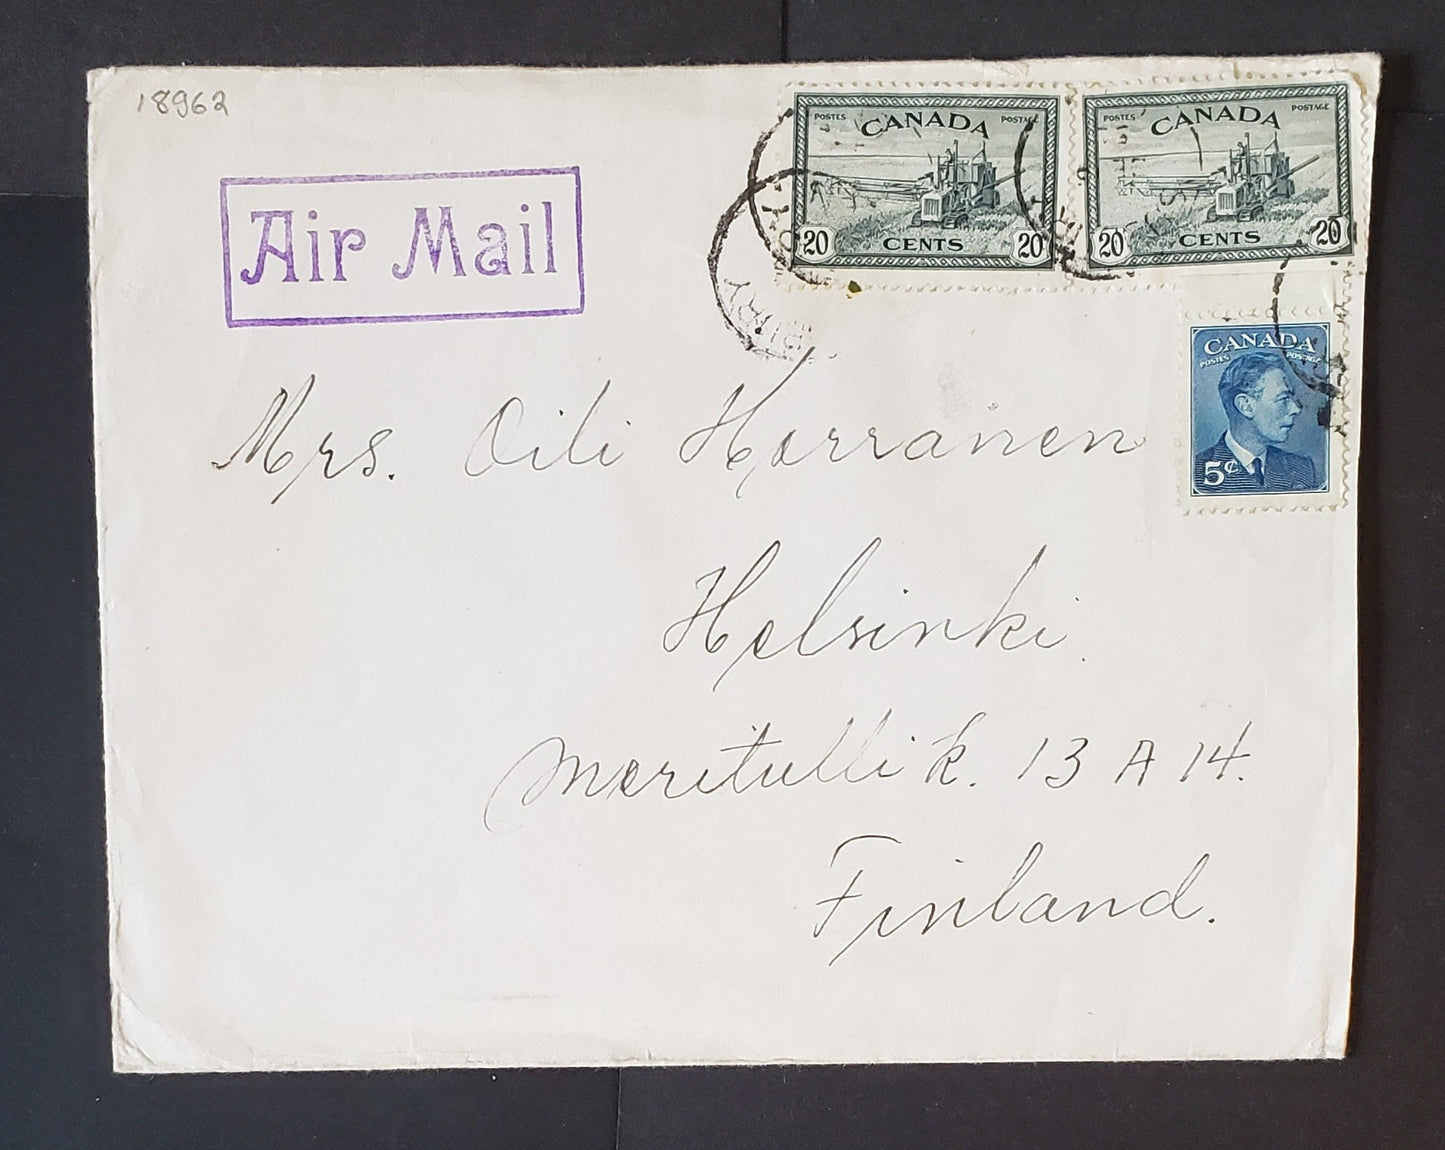 18962
POSTES CANADA POSTAGE
20 CENTS 20
POSTES CANADA POSTAGE
20 CENTS 20
Air Mail
CANADA
POSTES POSTAGE
5¢
Mrs. Oili Harranen
Helsinki
Meritullik. 13 A 14.
Finland.